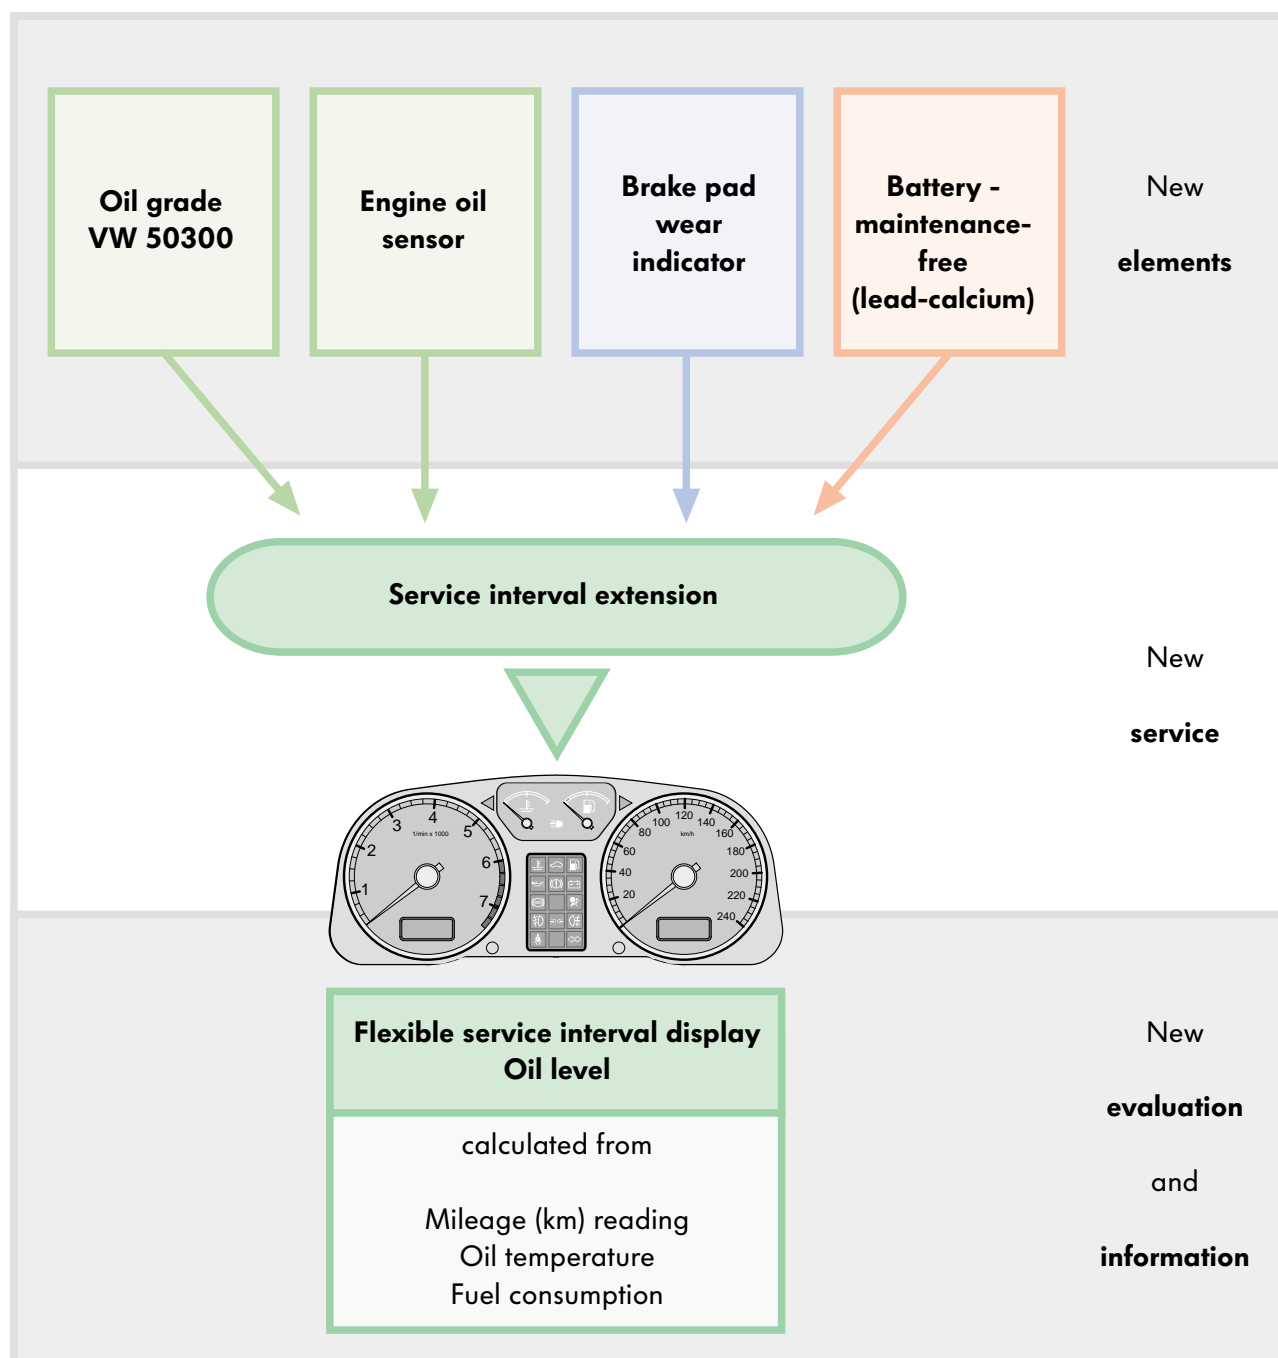 Oil grade
VW 50300
Engine oil
sensor
Brake pad
wear
indicator
Battery -
maintenance-
free
(lead-calcium)
New
elements
Service interval extension
New
service
1
2
3
4
5
6
7
1/min x 1000
20
40
60
80
100
120
140
160
180
200
220
240
km/h
Flexible service interval display
Oil level
calculated from
Mileage (km) reading
Oil temperature
Fuel consumption
New
evaluation
and
information